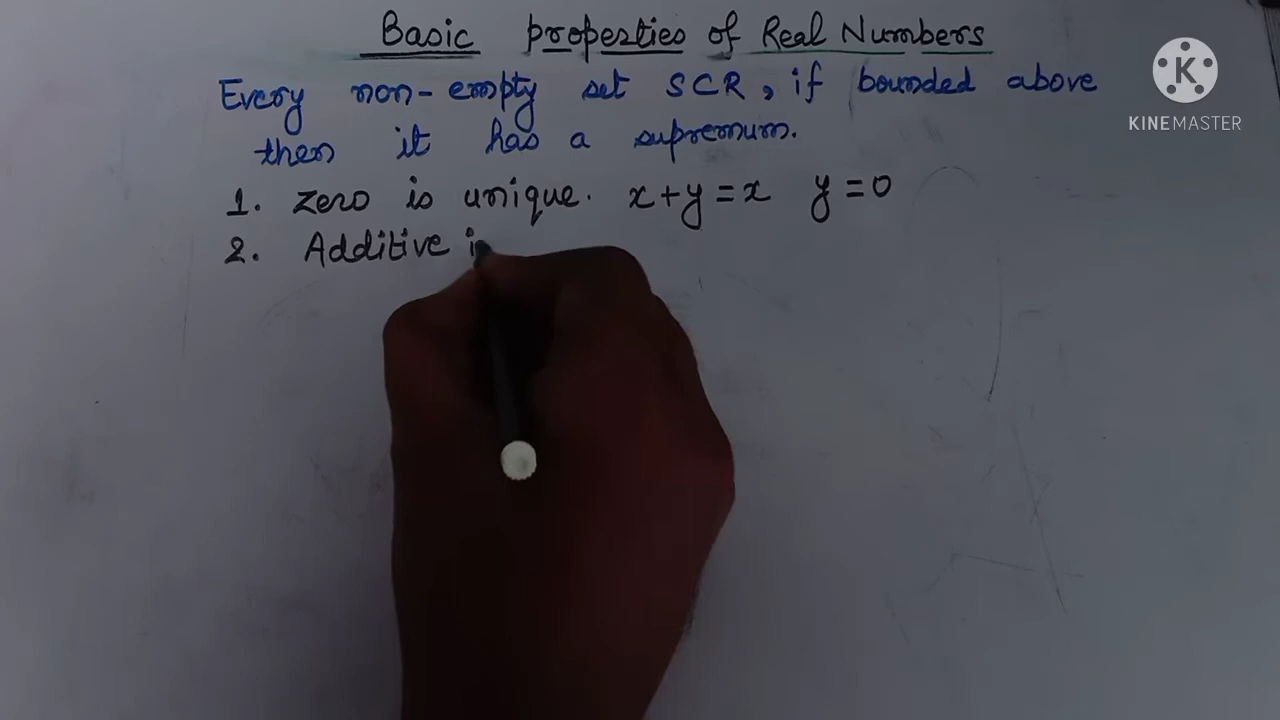 Basic properties of Real Numbers
Every non-empty set SCR, if bounded above
then it has a supremum.
1. Zero is unique. x+y=x y=0
2. Additive i
K
KINEMASTER